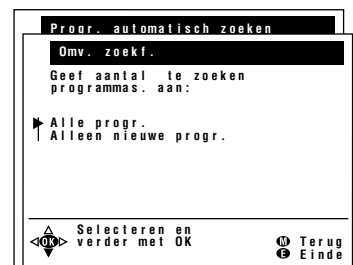 Progr. automatisch zoeken
Omv. zoekf.
Geef aantal te zoeken
programmas. aan:
Alle progr.
Alleen nieuwe progr.
Selecteren en
OK verder met OK
M Terug
E Einde